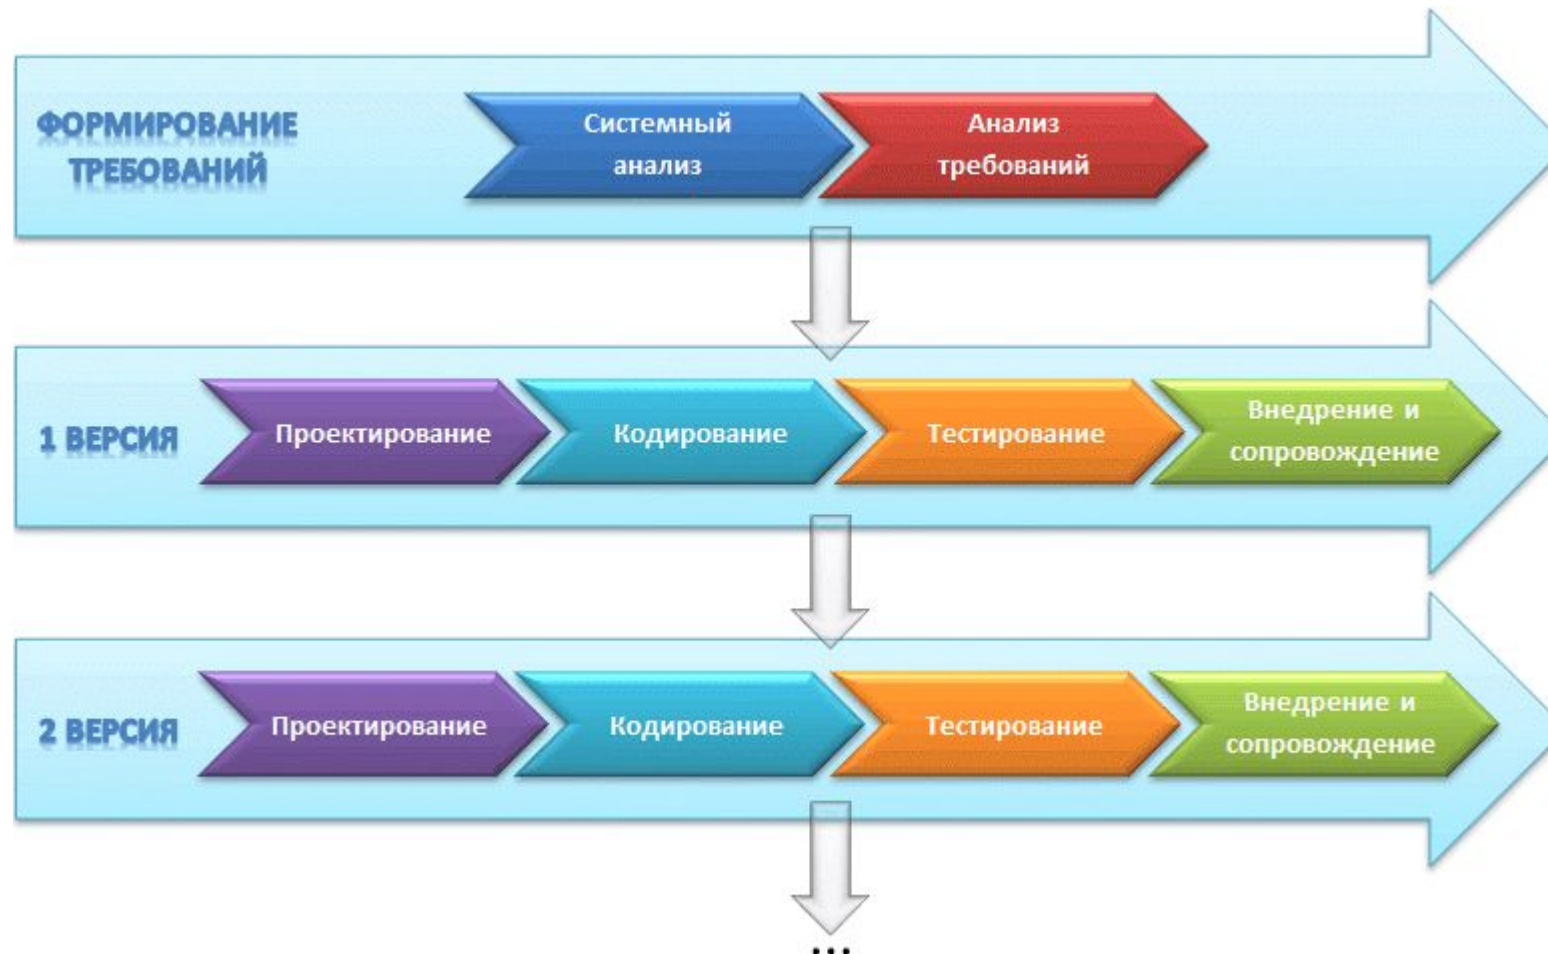 ФОРМИРОВАНИЕ
ТРЕБОВАНИЙ
Системный
анализ
Анализ
требований
1 ВЕРСИЯ
Проектирование
Кодирование
Тестирование
Внедрение и
сопровождение
2 ВЕРСИЯ
Проектирование
Кодирование
Тестирование
Внедрение и
сопровождение
...